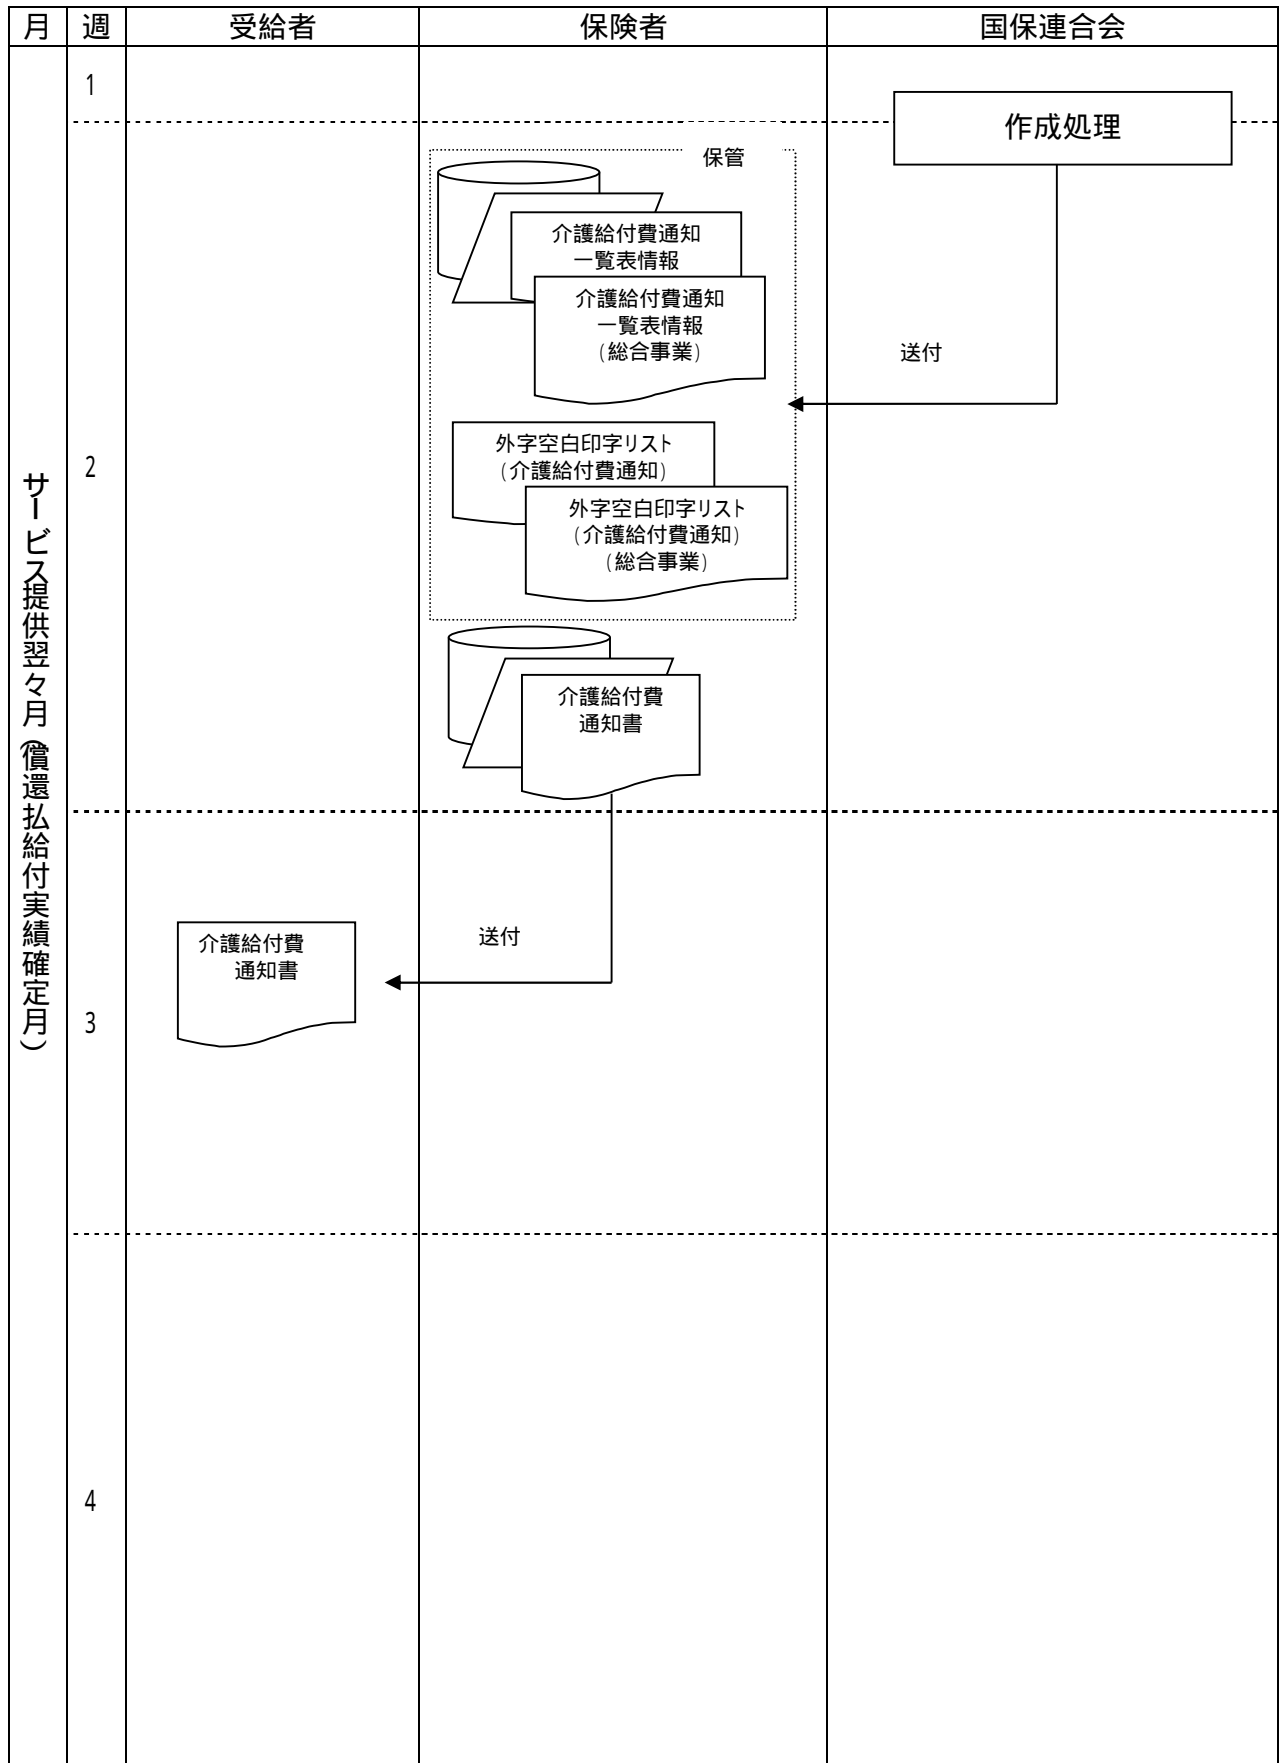 月 週 受給者 保険者 国保連合会
1
作成処理
保管
介護給付費通知
一覧表情報
介護給付費通知
一覧表情報
(総合事業)
送付
外字空白印字リスト
(介護給付費通知)
2
外字空白印字リスト
(介護給付費通知)
(総合事業)
サービス提供翌々月(償還払給付実績確定月)
介護給付費
通知書
送付
介護給付費
通知書
3
4